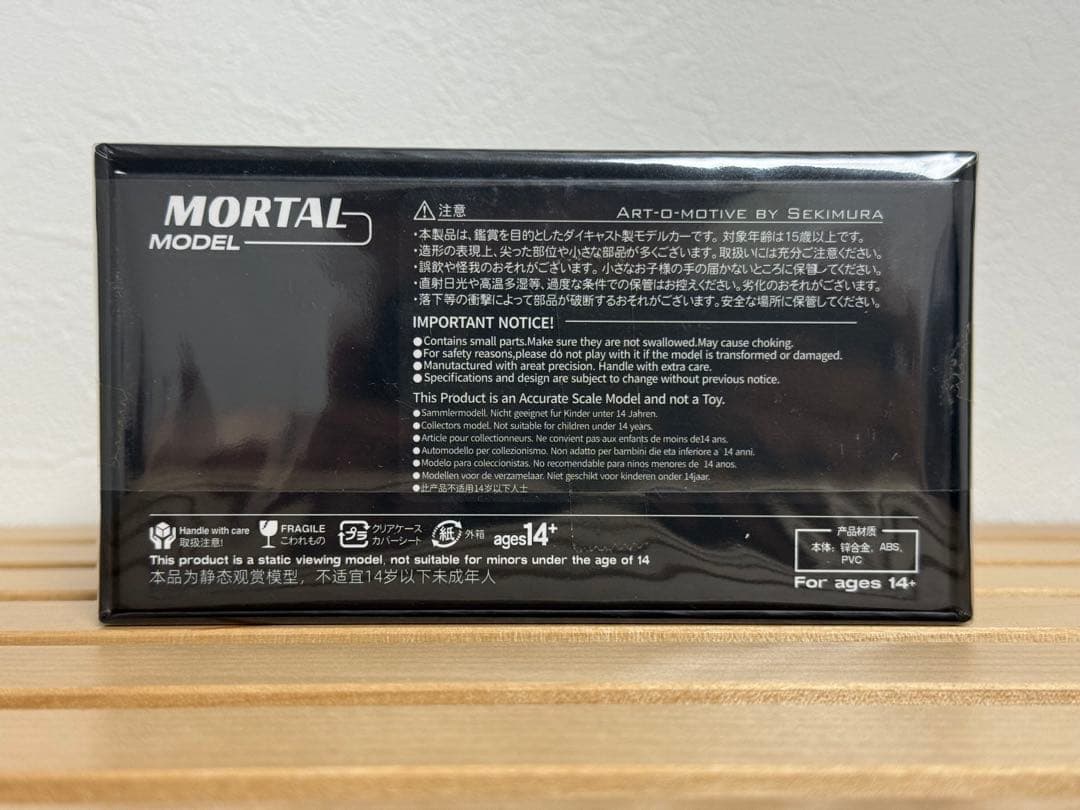 MORTAL
MODEL
注意
ART-O-MOTIVE BY SEKIMURA
・本製品は、鑑賞を目的としたダイキャスト製モデルカーです。対象年齢は15歳以上です。
・造形の表現上、尖った部位や小さな部品が多くございます。取扱いには充分ご注意ください。
・誤飲や怪我のおそれがございます。小さなお子様の手の届かないところに保管してください。
・直射日光や高温多湿等、過度な条件での保管はお控えください。劣化のおそれがございます。
・落下等の衝撃によって部品が破断するおそれがございます。安全な場所に保管してください。
IMPORTANT NOTICE!
●Contains small parts.Make sure they are not swallowed.May cause choking.
●For safety reasons,please do not play with it if the model is transformed or damaged.
●Manutactured with areat precision. Handle with extra care.
●Specifications and design are subject to change without previous notice.
This Product is an Accurate Scale Model and not a Toy.
●Sammlermodell. Nicht geeignet fur Kinder unter 14 Jahren.
●Collectors model. Not suitable for children under 14 years.
●Article pour collectionneurs. Ne convient pas aux enfants de moins de14 ans.
●Automodello per collezionismo. Non adatto per bambini die eta inferiore a 14 anni.
●Modelo para coleccionistas. No recomendable para ninos menores de 14 anos.
●Modellen voor de verzamelaar. Niet geschikt voor kinderen onder 14jaar.
●此产品不适用14岁以下人士
Handle with care
取扱注意!
FRAGILE
こわれもの
プラ
クリアケース
カバーシート
紙
外箱
ages14+
This product is a static viewing model, not suitable for minors under the age of 14
本品为静态观赏模型，不适宜14岁以下未成年人
产品材质
本体：锌合金、ABS、
PVC
For ages 14+